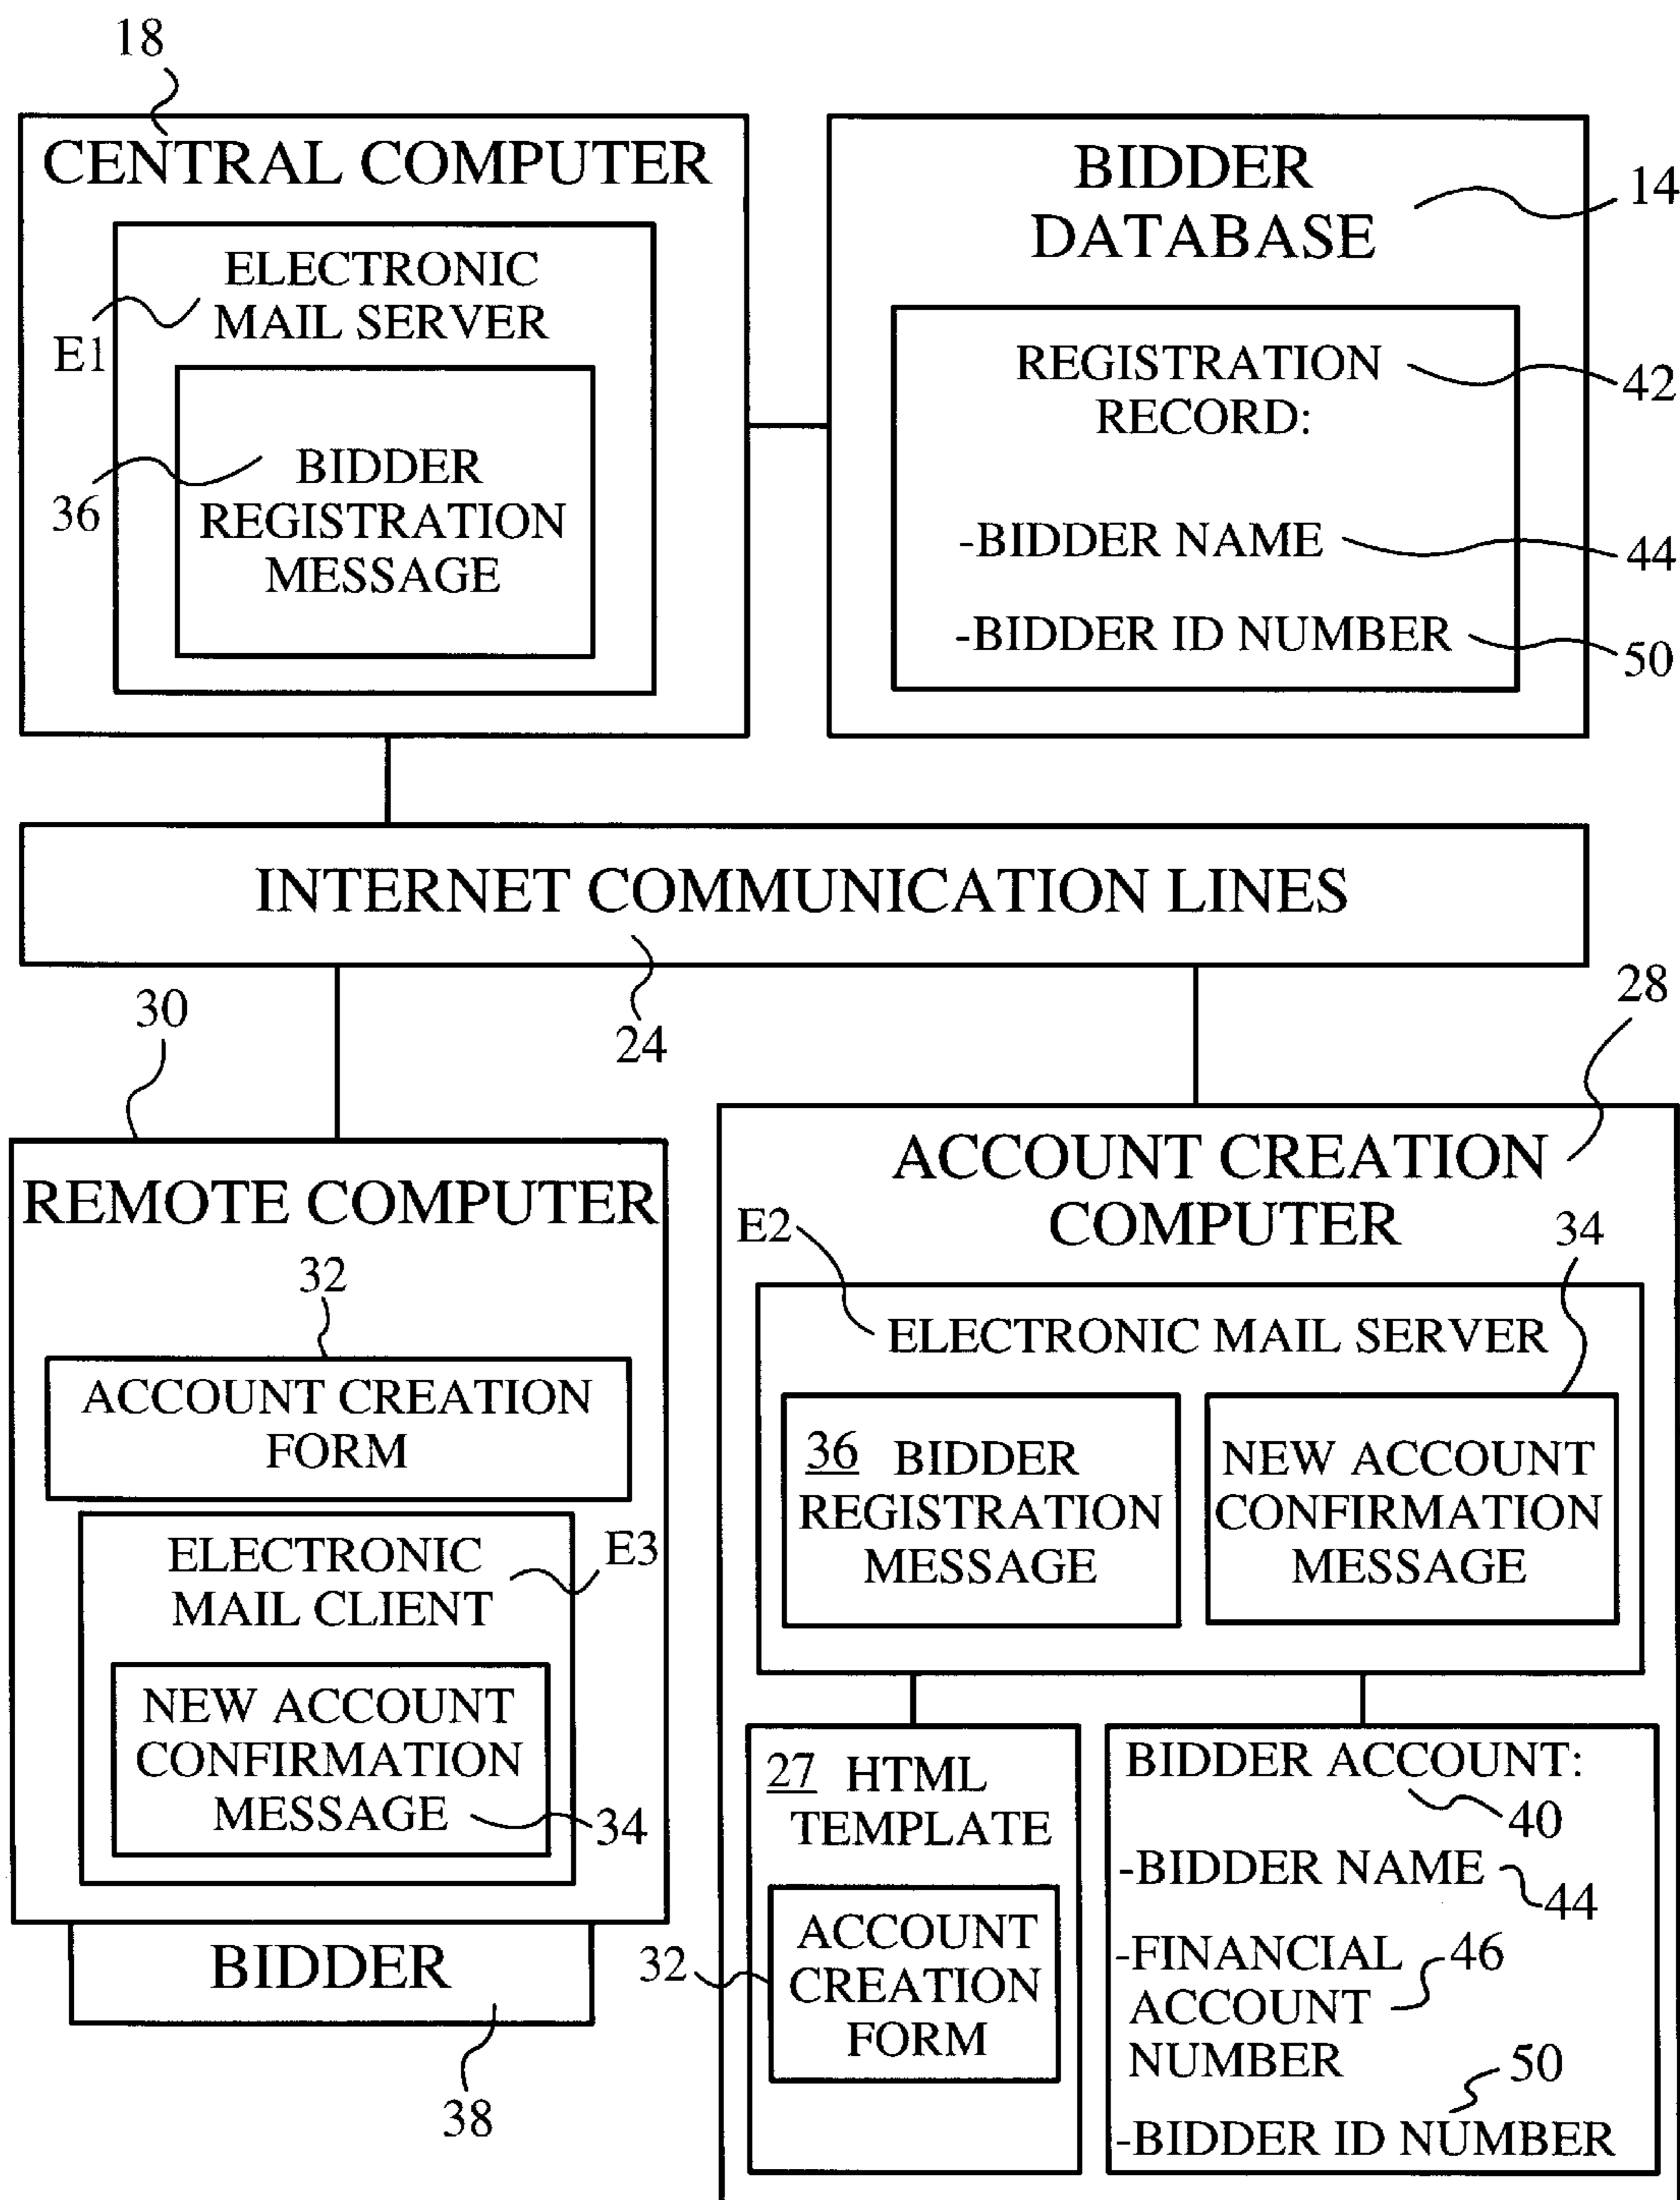 18
CENTRAL COMPUTER
ELECTRONIC
MAIL SERVER
E1
BIDDER
REGISTRATION
MESSAGE
36
BIDDER
DATABASE
14
REGISTRATION
RECORD:
42
-BIDDER NAME
44
-BIDDER ID NUMBER
50
INTERNET COMMUNICATION LINES
24
30
REMOTE COMPUTER
32
ACCOUNT CREATION
FORM
ELECTRONIC
MAIL CLIENT
E3
NEW ACCOUNT
CONFIRMATION
MESSAGE
34
BIDDER
38
28
ACCOUNT CREATION
COMPUTER
E2
34
ELECTRONIC MAIL SERVER
36 BIDDER
REGISTRATION
MESSAGE
NEW ACCOUNT
CONFIRMATION
MESSAGE
27 HTML
TEMPLATE
32
ACCOUNT
CREATION
FORM
BIDDER ACCOUNT:
40
-BIDDER NAME
44
-FINANCIAL
ACCOUNT
NUMBER
46
50
-BIDDER ID NUMBER